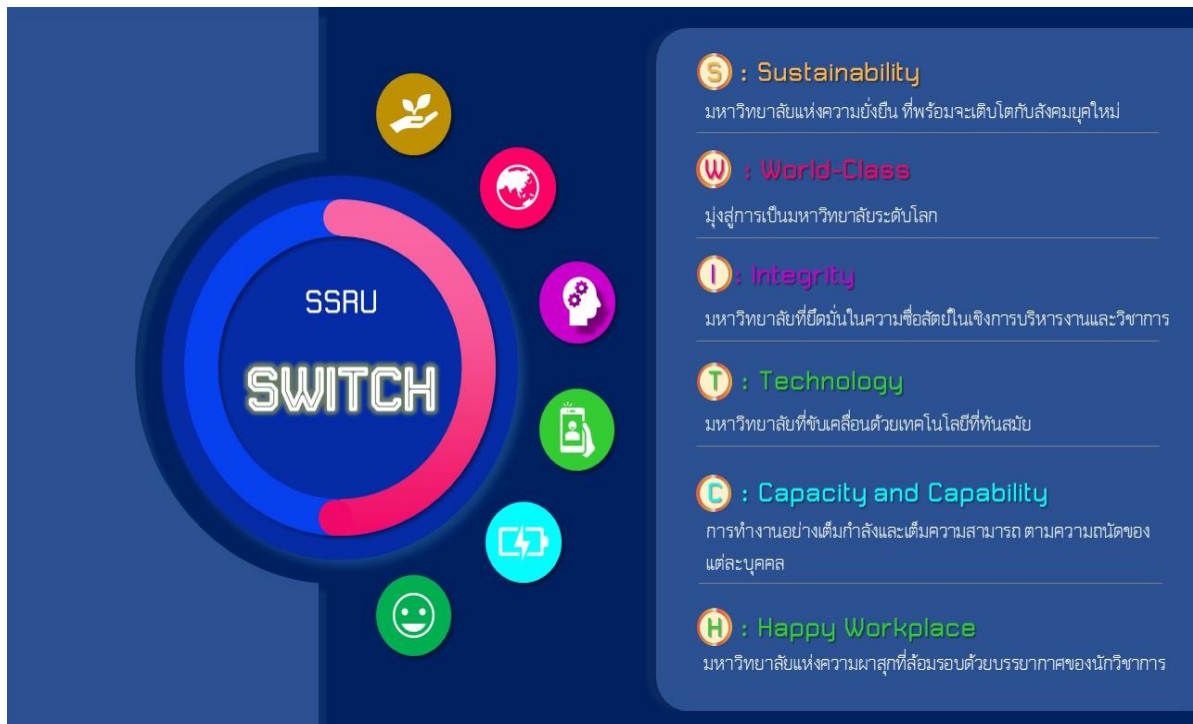 SSRU
SWITCH
S : Sustainability
มหาวิทยาลัยแห่งความยั่งยืน ที่พร้อมจะเติบโตกับสังคมยุคใหม่
W : World-Class
มุ่งสู่การเป็นมหาวิทยาลัยระดับโลก
I : Integrity
มหาวิทยาลัยที่ยึดมั่นในความซื่อสัตย์ในเชิงการบริหารงานและวิชาการ
T : Technology
มหาวิทยาลัยที่ขับเคลื่อนด้วยเทคโนโลยีที่ทันสมัย
C : Capacity and Capability
การทำงานอย่างเต็มกำลังและเต็มความสามารถ ตามความถนัดของ
แต่ละบุคคล
H : Happy Workplace
มหาวิทยาลัยแห่งความผาสุกที่ล้อมรอบด้วยบรรยากาศของนักวิชาการ